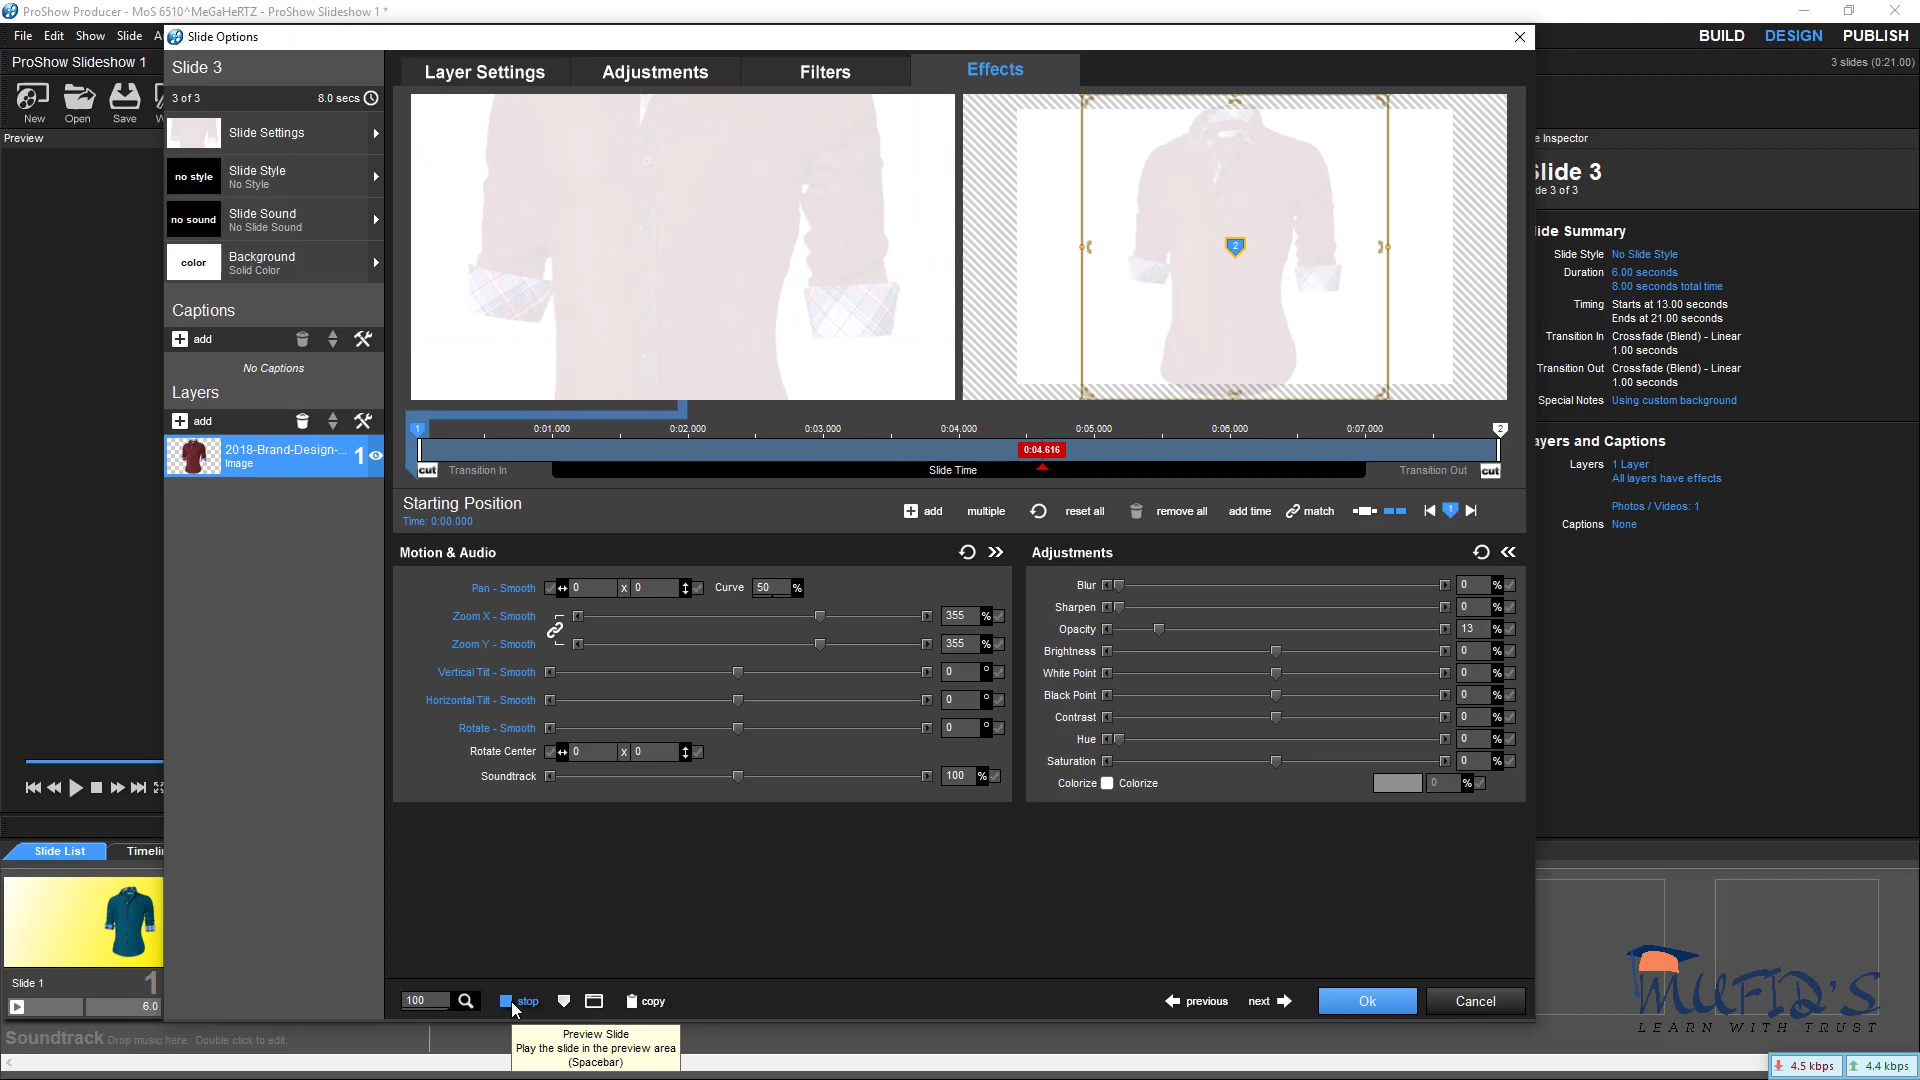 ProShow Producer - MoS 6510^MeGaHeRTZ - ProShow Slideshow 1 *
File Edit Show Slide A
BUILD DESIGN PUBLISH
ProShow Slideshow 1
3 slides (0:21.00)
New Open Save W
Preview
Slide Options
Slide 3
3 of 3 8.0 secs
Slide Settings
no style
Slide Style
No Style
no sound
Slide Sound
No Slide Sound
color
Background
Solid Color
Captions
add
No Captions
Layers
add
2018-Brand-Design-...
Image
1
Layer Settings Adjustments Filters Effects
2
1 0:01.000 0:02.000 0:03.000 0:04.000 0:05.000 0:06.000 0:07.000 2
0:04.616
cut Transition In Slide Time Transition Out cut
Starting Position
Time: 0:00.000
add multiple reset all remove all add time match 1
Motion & Audio
Pan - Smooth 0 x 0 Curve 50 %
Zoom X - Smooth 355 %
Zoom Y - Smooth 355 %
Vertical Tilt - Smooth 0 °
Horizontal Tilt - Smooth 0 °
Rotate - Smooth 0 °
Rotate Center 0 x 0
Soundtrack 100 %
Adjustments
Blur 0 %
Sharpen 0 %
Opacity 13 %
Brightness 0 %
White Point 0 %
Black Point 0 %
Contrast 0 %
Hue 0 %
Saturation 0 %
Colorize Colorize 0 %
100 stop copy previous next Ok Cancel
Preview Slide
Play the slide in the preview area
(Spacebar)
e Inspector
Slide 3
de 3 of 3
lide Summary
Slide Style No Slide Style
Duration 6.00 seconds
8.00 seconds total time
Timing Starts at 13.00 seconds
Ends at 21.00 seconds
Transition In Crossfade (Blend) - Linear
1.00 seconds
Transition Out Crossfade (Blend) - Linear
1.00 seconds
Special Notes Using custom background
ayers and Captions
Layers 1 Layer
All layers have effects
Photos / Videos: 1
Captions None
Slide List Timelin
Slide 1 1
6.0
Soundtrack Drop music here. Double click to edit.
MUFID'S
LEARN WITH TRUST
4.5 kbps 4.4 kbps